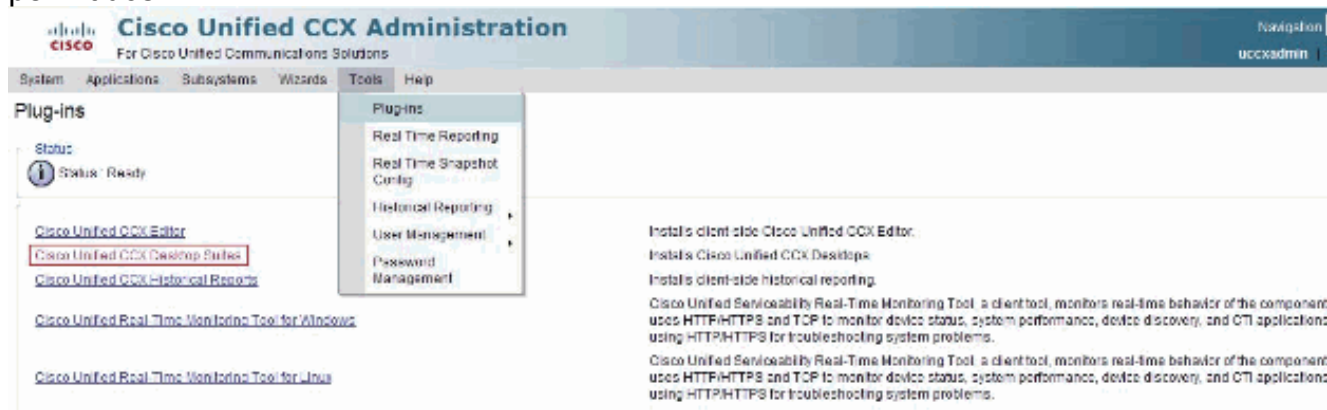 cisco
Cisco Unified CCX Administration
For Cisco Unified Communications Solutions
Navigation
uccxadmin
System Applications Subsystems Wizards Tools Help
Plug-ins
Status
Status : Ready
Plug-ins
Real Time Reporting
Real Time Snapshot
Config
Historical Reporting
User Management
Password
Management
Cisco Unified CCX Editor
Installs client-side Cisco Unified CCX Editor.
Cisco Unified CCX Desktop Suites
Installs Cisco Unified CCX Desktops
Cisco Unified CCX Historical Reports
Installs client-side historical reporting.
Cisco Unified Real-Time Monitoring Tool for Windows
Cisco Unified Serviceability Real-Time Monitoring Tool, a client tool, monitors real-time behavior of the component
uses HTTP/HTTPS and TCP to monitor device status, system performance, device discovery, and CTI applications
using HTTP/HTTPS for troubleshooting system problems.
Cisco Unified Real-Time Monitoring Tool for Linux
Cisco Unified Serviceability Real-Time Monitoring Tool, a client tool, monitors real-time behavior of the component
uses HTTP/HTTPS and TCP to monitor device status, system performance, device discovery, and CTI applications
using HTTP/HTTPS for troubleshooting system problems.